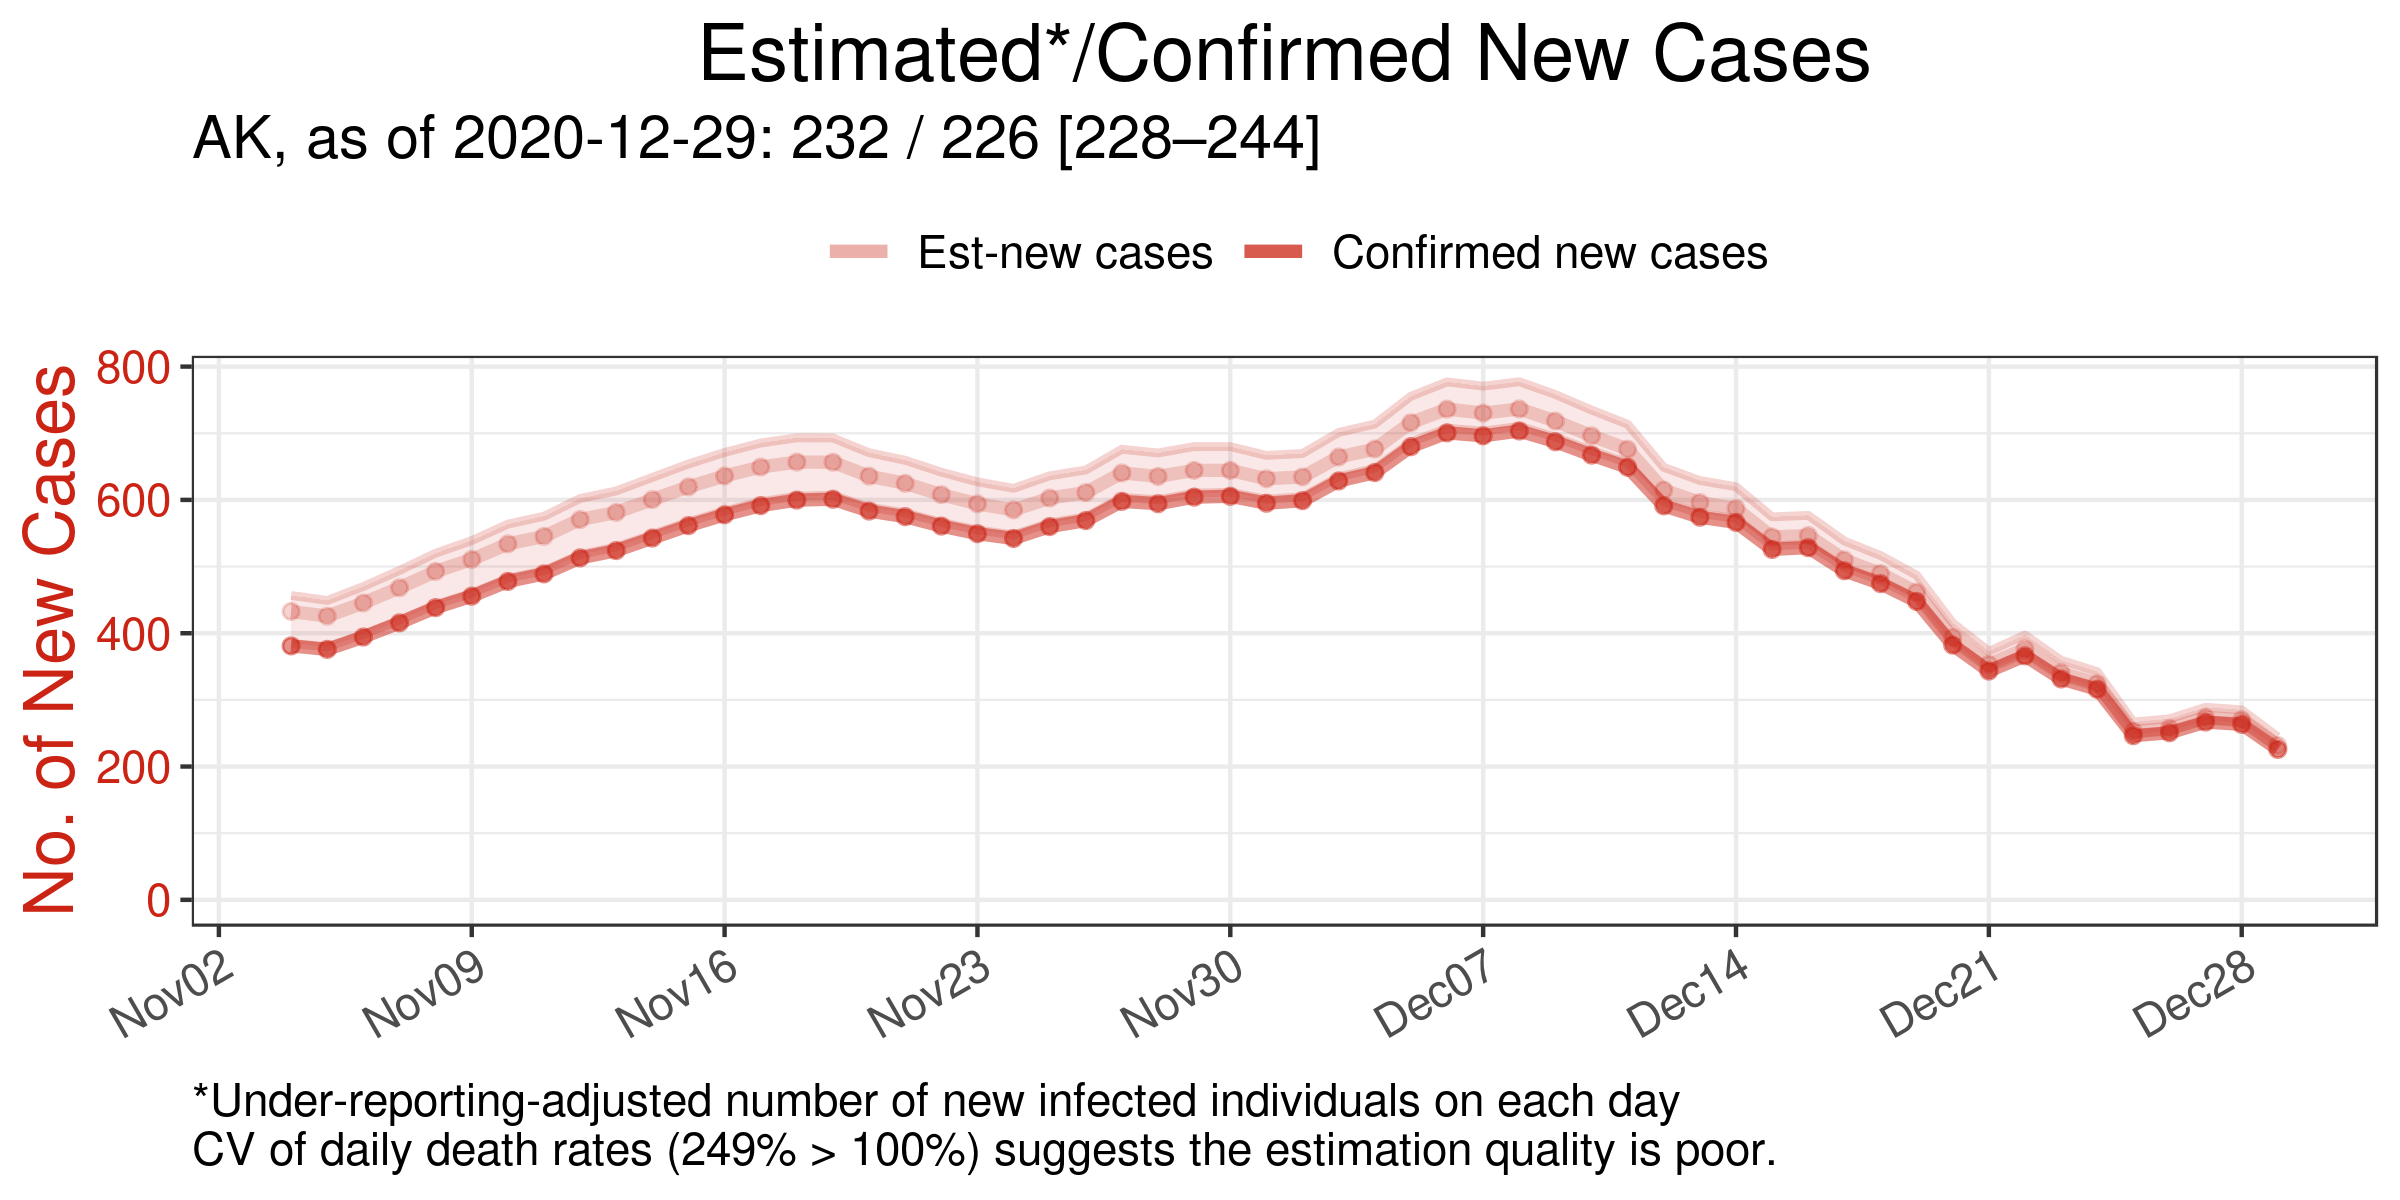 Estimated*/Confirmed New Cases
AK, as of 2020-12-29: 232 / 226 [228–244]
Est-new cases
Confirmed new cases
No. of New Cases
800
600
400
200
0
Nov02
Nov09
Nov16
Nov23
Nov30
Dec07
Dec14
Dec21
Dec28
*Under-reporting-adjusted number of new infected individuals on each day
CV of daily death rates (249% > 100%) suggests the estimation quality is poor.